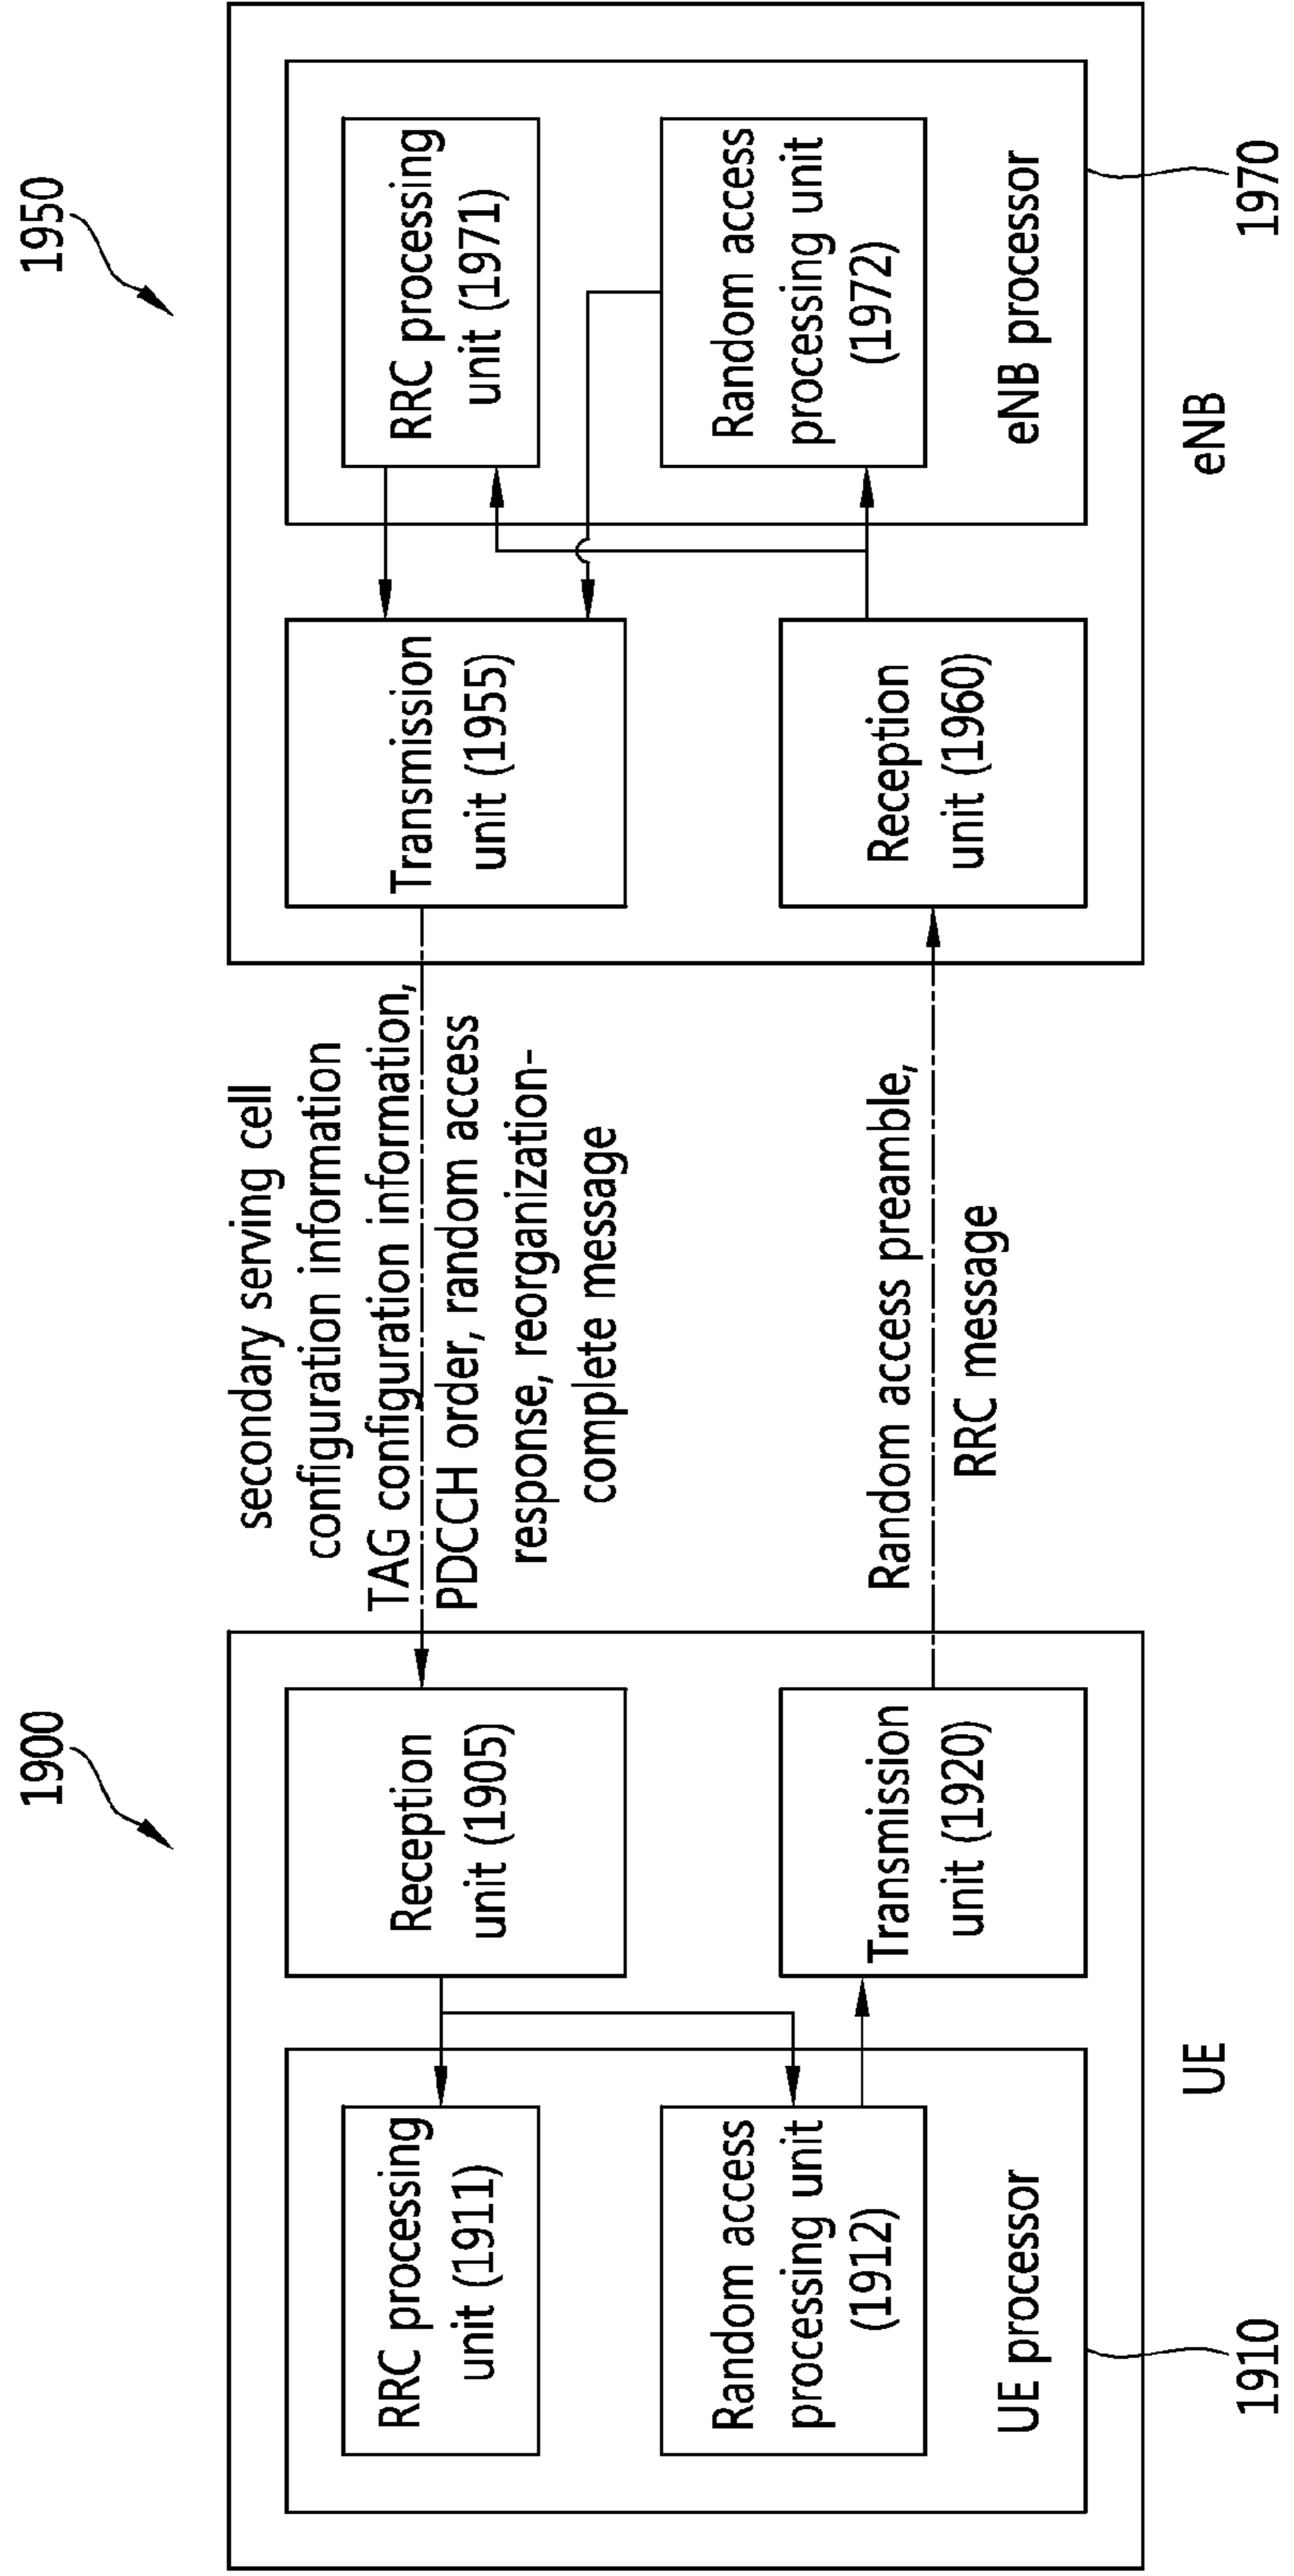 1900
1950
RRC processing
unit (1911)
Random access
processing unit
(1912)
UE processor
1910
Reception
unit (1905)
Transmission
unit (1920)
UE
secondary serving cell
configuration information
TAG configuration information,
PDCCH order, random access
response, reorganization-
complete message
Random access preamble,
RRC message
Transmission
unit (1955)
Reception
unit (1960)
RRC processing
unit (1971)
Random access
processing unit
(1972)
eNB processor
1970
eNB